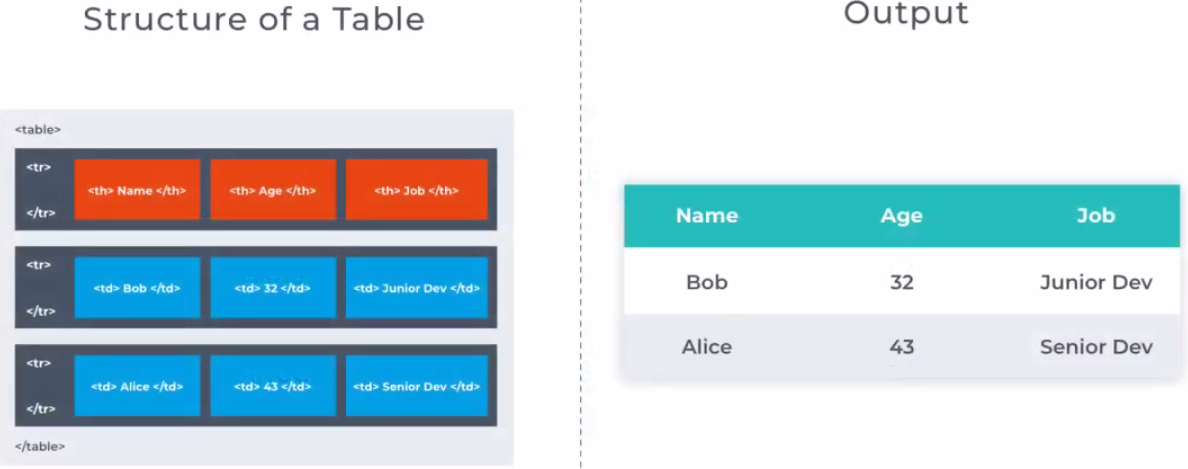 Structure of a Table
<table>
<tr>
<th> Name </th> <th> Age </th> <th> Job </th>
</tr>
<tr>
<td> Bob </td> <td> 32 </td> <td> Junior Dev </td>
</tr>
<tr>
<td> Alice </td> <td> 43 </td> <td> Senior Dev </td>
</tr>
</table>
Output
Name Age Job
Bob 32 Junior Dev
Alice 43 Senior Dev